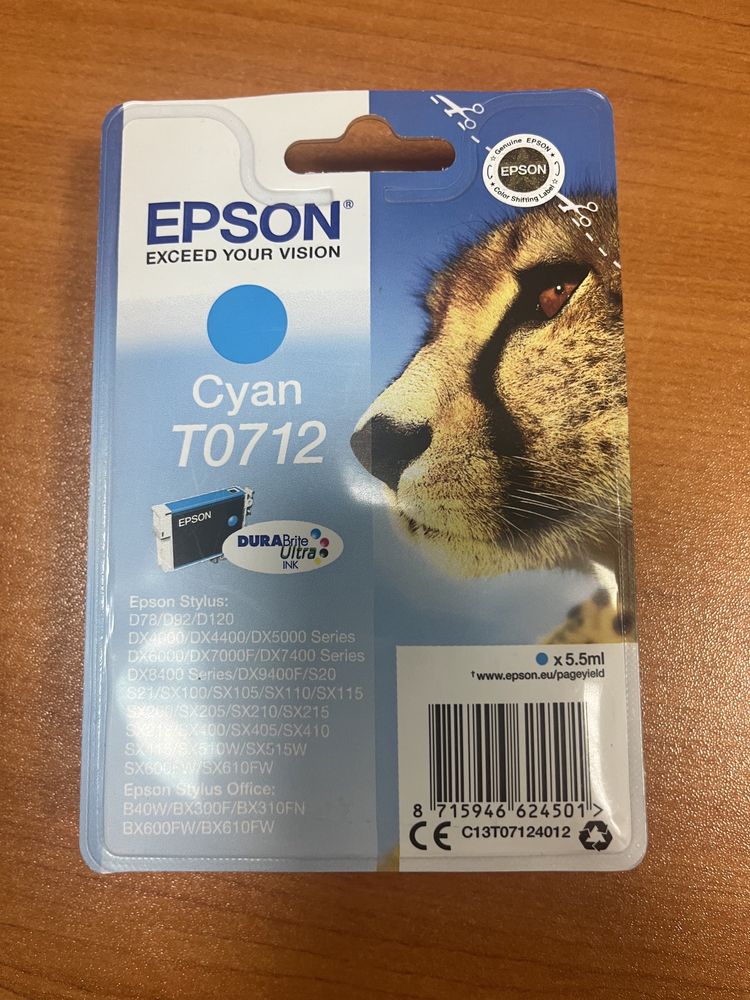 Genuine EPSON
EPSON
Color Shifting Label
EPSON®
EXCEED YOUR VISION
Cyan
T0712
EPSON
DURABrite
Ultra
INK
Epson Stylus:
D78/D92/D120
DX4000/DX4400/DX5000 Series
DX6000/DX7000F/DX7400 Series
DX8400 Series/DX9400F/S20
S21/SX100/SX105/SX110/SX115
SX200/SX205/SX210/SX215
SX218/SX400/SX405/SX410
SX415/SX510W/SX515W
SX600FW/SX610FW
Epson Stylus Office:
B40W/BX300F/BX310FN
BX600FW/BX610FW
x 5.5ml
†www.epson.eu/pageyield
8 715946 624501 >
CE C13T07124012